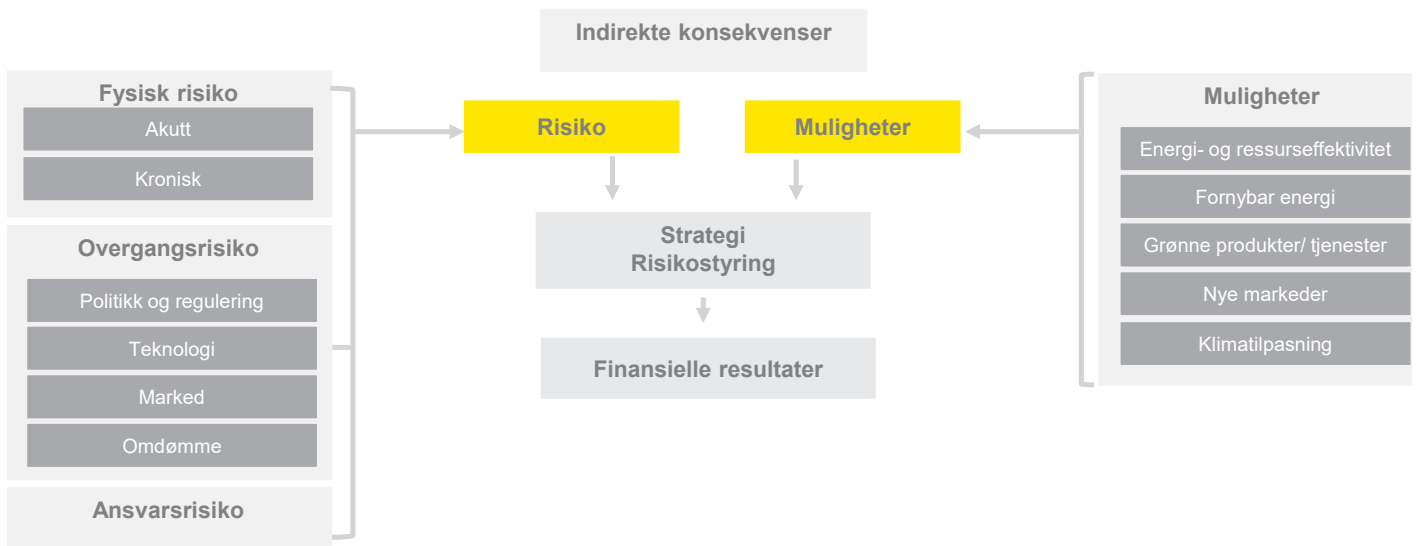 Indirekte konsekvenser
Fysisk risiko
Akutt
Kronisk
Overgangsrisiko
Politikk og regulering
Teknologi
Marked
Omdømme
Ansvarsrisiko
Risiko
Muligheter
Strategi
Risikostyring
Finansielle resultater
Muligheter
Energi- og ressurseffektivitet
Fornybar energi
Grønne produkter/ tjenester
Nye markeder
Klimatilpasning